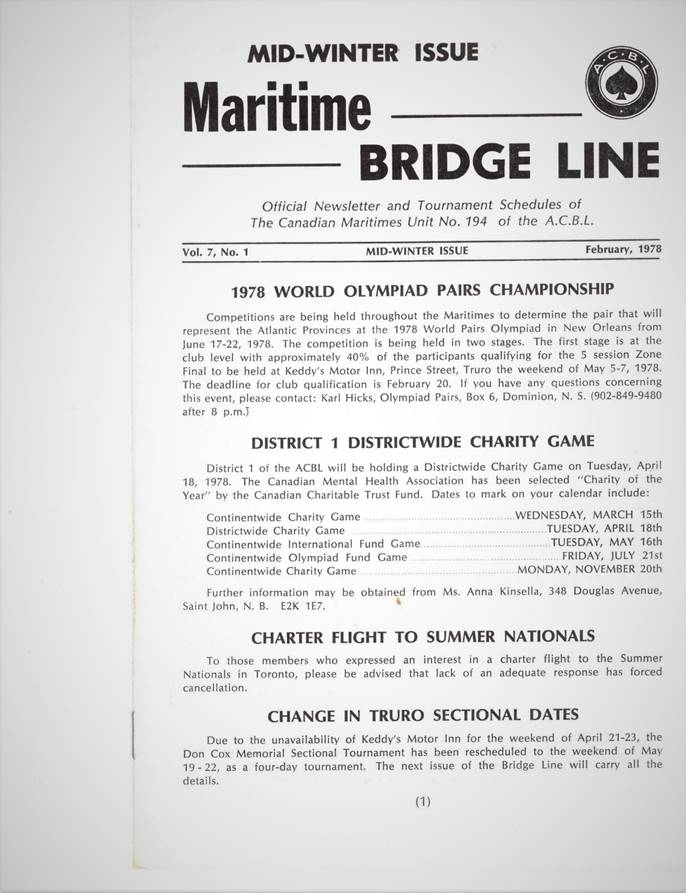 MID-WINTER ISSUE
A·C·B·L
Maritime
BRIDGE LINE
Official Newsletter and Tournament Schedules of
The Canadian Maritimes Unit No. 194 of the A.C.B.L.
Vol. 7, No. 1 MID-WINTER ISSUE February, 1978
1978 WORLD OLYMPIAD PAIRS CHAMPIONSHIP
Competitions are being held throughout the Maritimes to determine the pair that will
represent the Atlantic Provinces at the 1978 World Pairs Olympiad in New Orleans from
June 17-22, 1978. The competition is being held in two stages. The first stage is at the
club level with approximately 40% of the participants qualifying for the 5 session Zone
Final to be held at Keddy's Motor Inn, Prince Street, Truro the weekend of May 5-7, 1978.
The deadline for club qualification is February 20. If you have any questions concerning
this event, please contact: Karl Hicks, Olympiad Pairs, Box 6, Dominion, N. S. (902-849-9480
after 8 p.m.)
DISTRICT 1 DISTRICTWIDE CHARITY GAME
District 1 of the ACBL will be holding a Districtwide Charity Game on Tuesday, April
18, 1978. The Canadian Mental Health Association has been selected "Charity of the
Year" by the Canadian Charitable Trust Fund. Dates to mark on your calendar include:
Continentwide Charity Game WEDNESDAY, MARCH 15th
Districtwide Charity Game TUESDAY, APRIL 18th
Continentwide International Fund Game TUESDAY, MAY 16th
Continentwide Olympiad Fund Game FRIDAY, JULY 21st
Continentwide Charity Game MONDAY, NOVEMBER 20th
Further information may be obtained from Ms. Anna Kinsella, 348 Douglas Avenue,
Saint John, N. B. E2K 1E7.
CHARTER FLIGHT TO SUMMER NATIONALS
To those members who expressed an interest in a charter flight to the Summer
Nationals in Toronto, please be advised that lack of an adequate response has forced
cancellation.
CHANGE IN TRURO SECTIONAL DATES
Due to the unavailability of Keddy's Motor Inn for the weekend of April 21-23, the
Don Cox Memorial Sectional Tournament has been rescheduled to the weekend of May
19 - 22, as a four-day tournament. The next issue of the Bridge Line will carry all the
details.
(1)